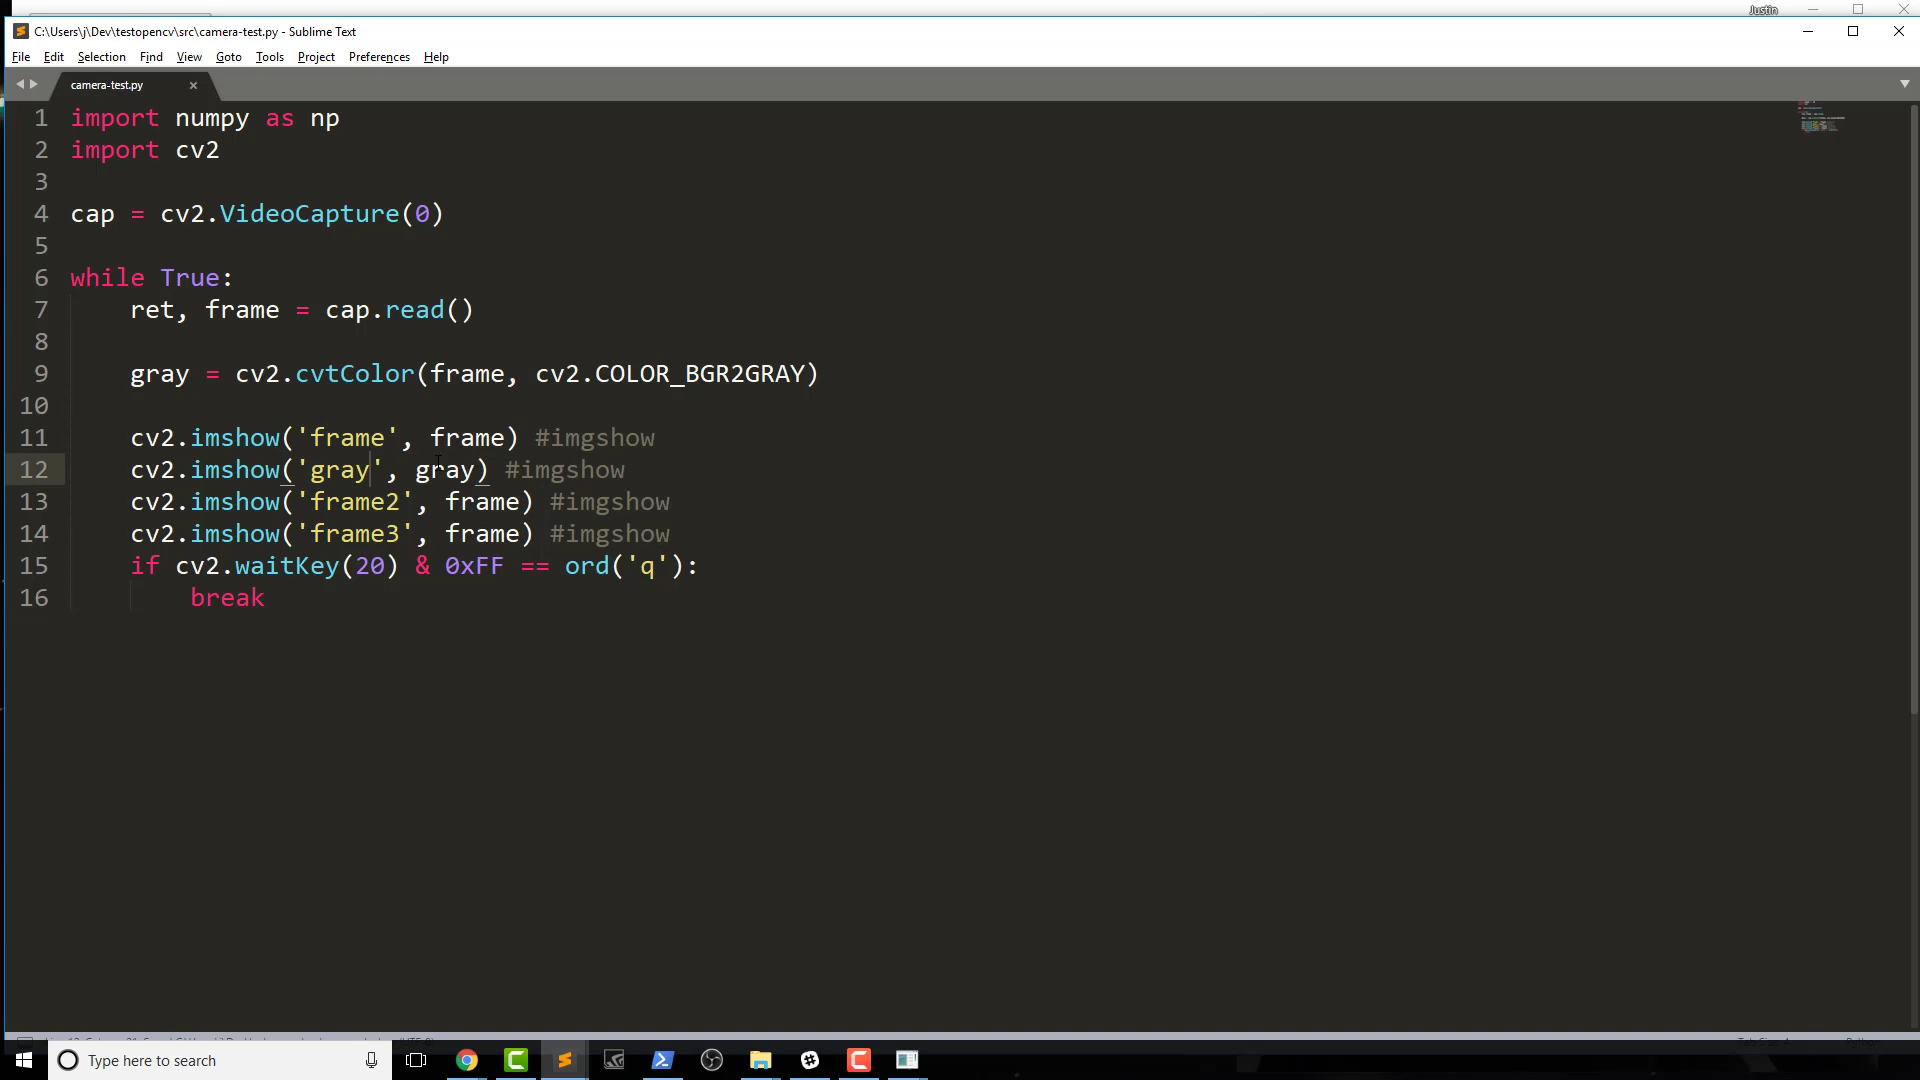 Justin
C:\Users\j\Dev\testopencv\src\camera-test.py - Sublime Text
File Edit Selection Find View Goto Tools Project Preferences Help
camera-test.py
1 import numpy as np
2 import cv2
3
4 cap = cv2.VideoCapture(0)
5
6 while True:
7 ret, frame = cap.read()
8
9 gray = cv2.cvtColor(frame, cv2.COLOR_BGR2GRAY)
10
11 cv2.imshow('frame', frame) #imgshow
12 cv2.imshow('gray', gray) #imgshow
13 cv2.imshow('frame2', frame) #imgshow
14 cv2.imshow('frame3', frame) #imgshow
15 if cv2.waitKey(20) & 0xFF == ord('q'):
16 break
Type here to search